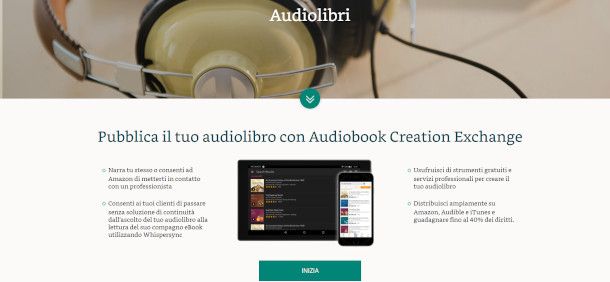 Audiolibri
Pubblica il tuo audiolibro con Audiobook Creation Exchange
Narra tu stesso o consenti ad
Amazon di metterti in contatto
con un professionista
Consenti ai tuoi clienti di passare
senza soluzione di continuità
dall'ascolto del tuo audiolibro alla
lettura del suo compagno eBook
utilizzando Whispersync
Usufruisci di strumenti gratuiti e
servizi professionali per creare il
tuo audiolibro
Distribuisci ampliamente su
Amazon, Audible e iTunes e
guadagnare fino al 40% dei diritti.
INIZIA